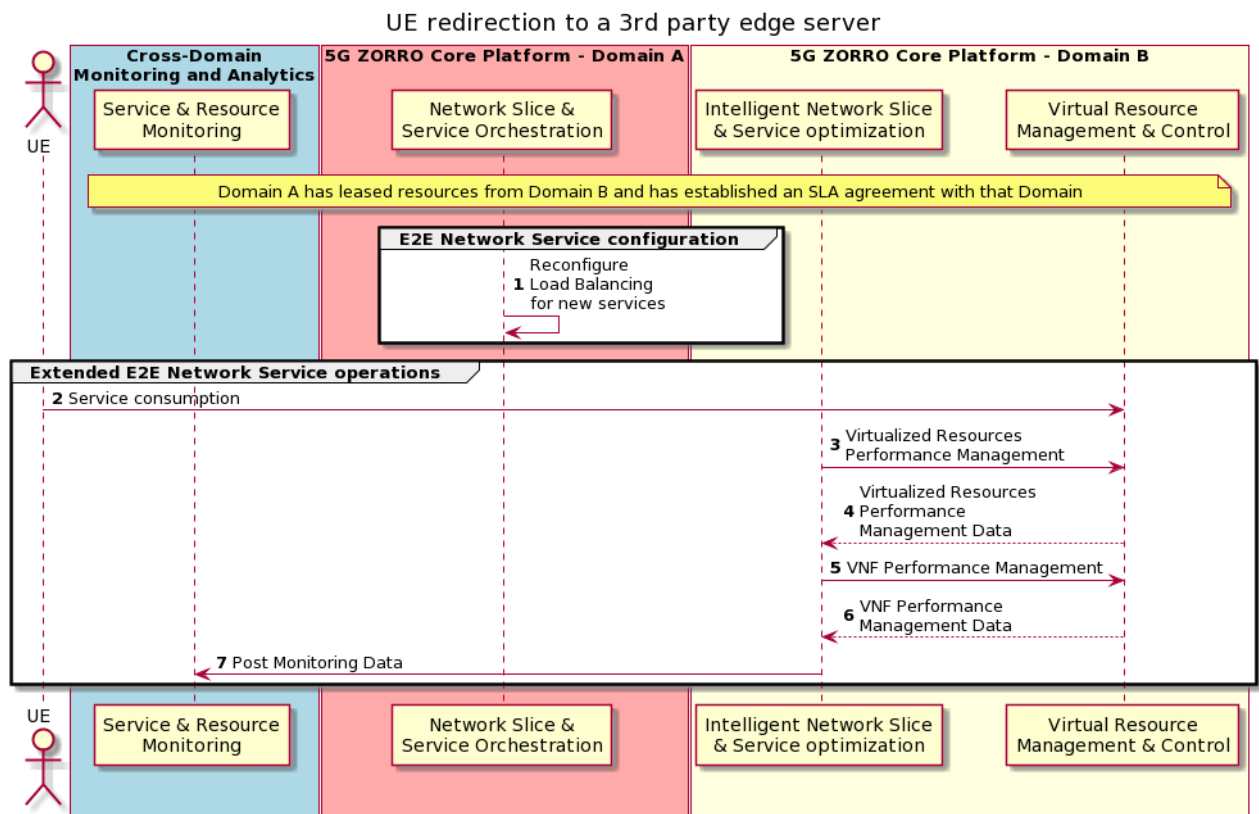 UE redirection to a 3rd party edge server
Cross-Domain
Monitoring and Analytics
5G ZORRO Core Platform - Domain A
5G ZORRO Core Platform - Domain B
UE
Service & Resource
Monitoring
Network Slice &
Service Orchestration
Intelligent Network Slice
& Service optimization
Virtual Resource
Management & Control
Domain A has leased resources from Domain B and has established an SLA agreement with that Domain
E2E Network Service configuration
1 Reconfigure
Load Balancing
for new services
Extended E2E Network Service operations
2 Service consumption
3 Virtualized Resources
Performance Management
4 Virtualized Resources
Performance
Management Data
5 VNF Performance Management
6 VNF Performance
Management Data
7 Post Monitoring Data
UE
Service & Resource
Monitoring
Network Slice &
Service Orchestration
Intelligent Network Slice
& Service optimization
Virtual Resource
Management & Control